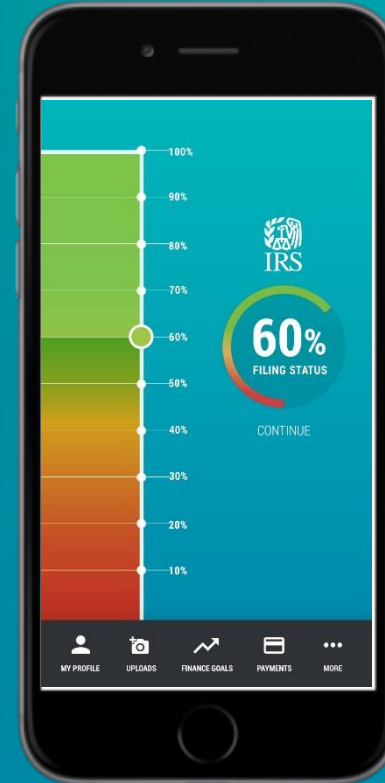 100%
90%
80%
70%
60%
50%
40%
30%
20%
10%
IRS
60%
FILING STATUS
CONTINUE
MY PROFILE
UPLOADS
FINANCE GOALS
PAYMENTS
MORE